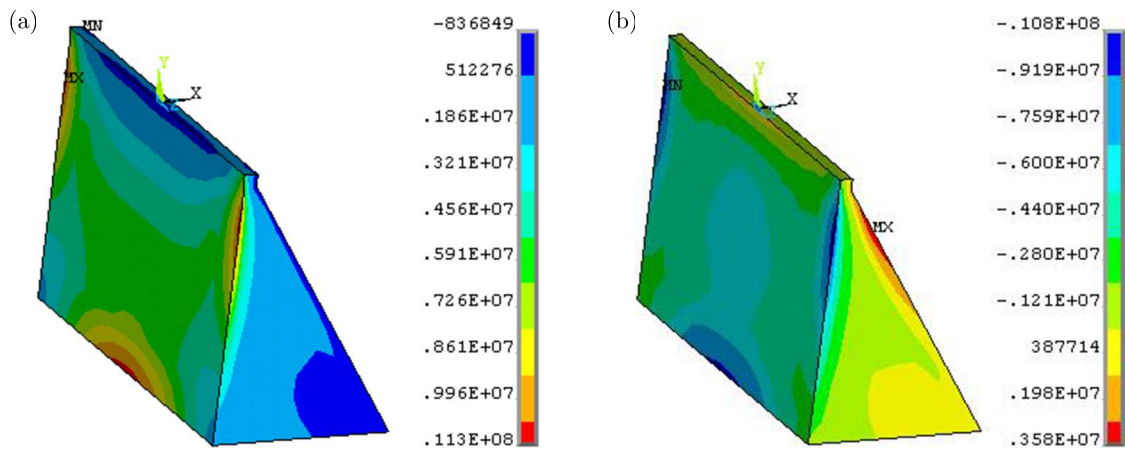 (a)
MN
MX
Y
X
-836849
512276
.186E+07
.321E+07
.456E+07
.591E+07
.726E+07
.861E+07
.996E+07
.113E+08
(b)
MN
Y
X
MX
-.108E+08
-.919E+07
-.759E+07
-.600E+07
-.440E+07
-.280E+07
-.121E+07
387714
.198E+07
.358E+07